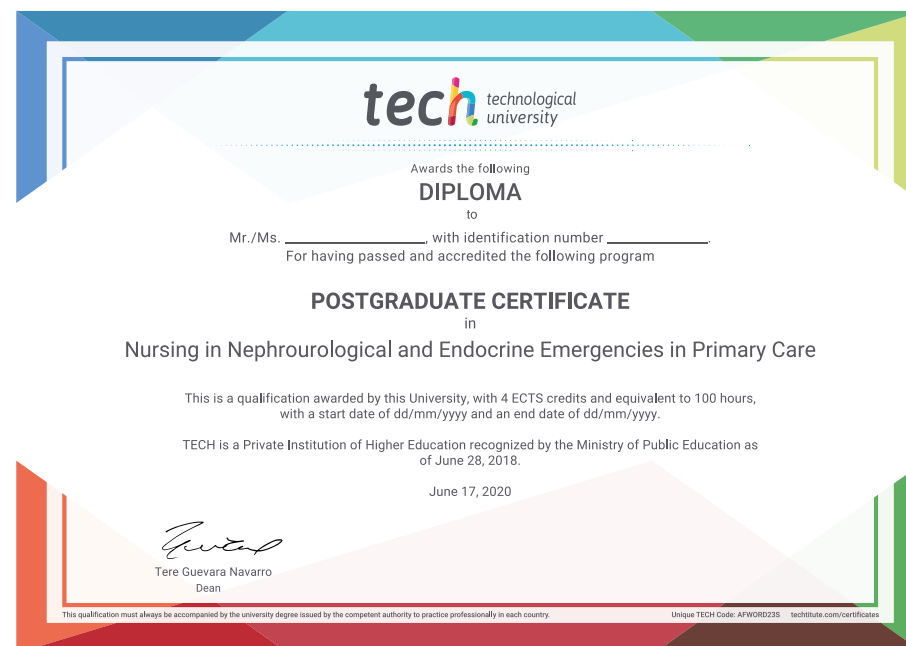 tech technological
university
Awards the following
DIPLOMA
to
Mr./Ms. ____________________, with identification number ______________.
For having passed and accredited the following program
POSTGRADUATE CERTIFICATE
in
Nursing in Nephrourological and Endocrine Emergencies in Primary Care
This is a qualification awarded by this University, with 4 ECTS credits and equivalent to 100 hours,
with a start date of dd/mm/yyyy and an end date of dd/mm/yyyy.
TECH is a Private Institution of Higher Education recognized by the Ministry of Public Education as
of June 28, 2018.
June 17, 2020
Tere Guevara Navarro
Dean
This qualification must always be accompanied by the university degree issued by the competent authority to practice professionally in each country.
Unique TECH Code: AFWORD23S techtitute.com/certificates